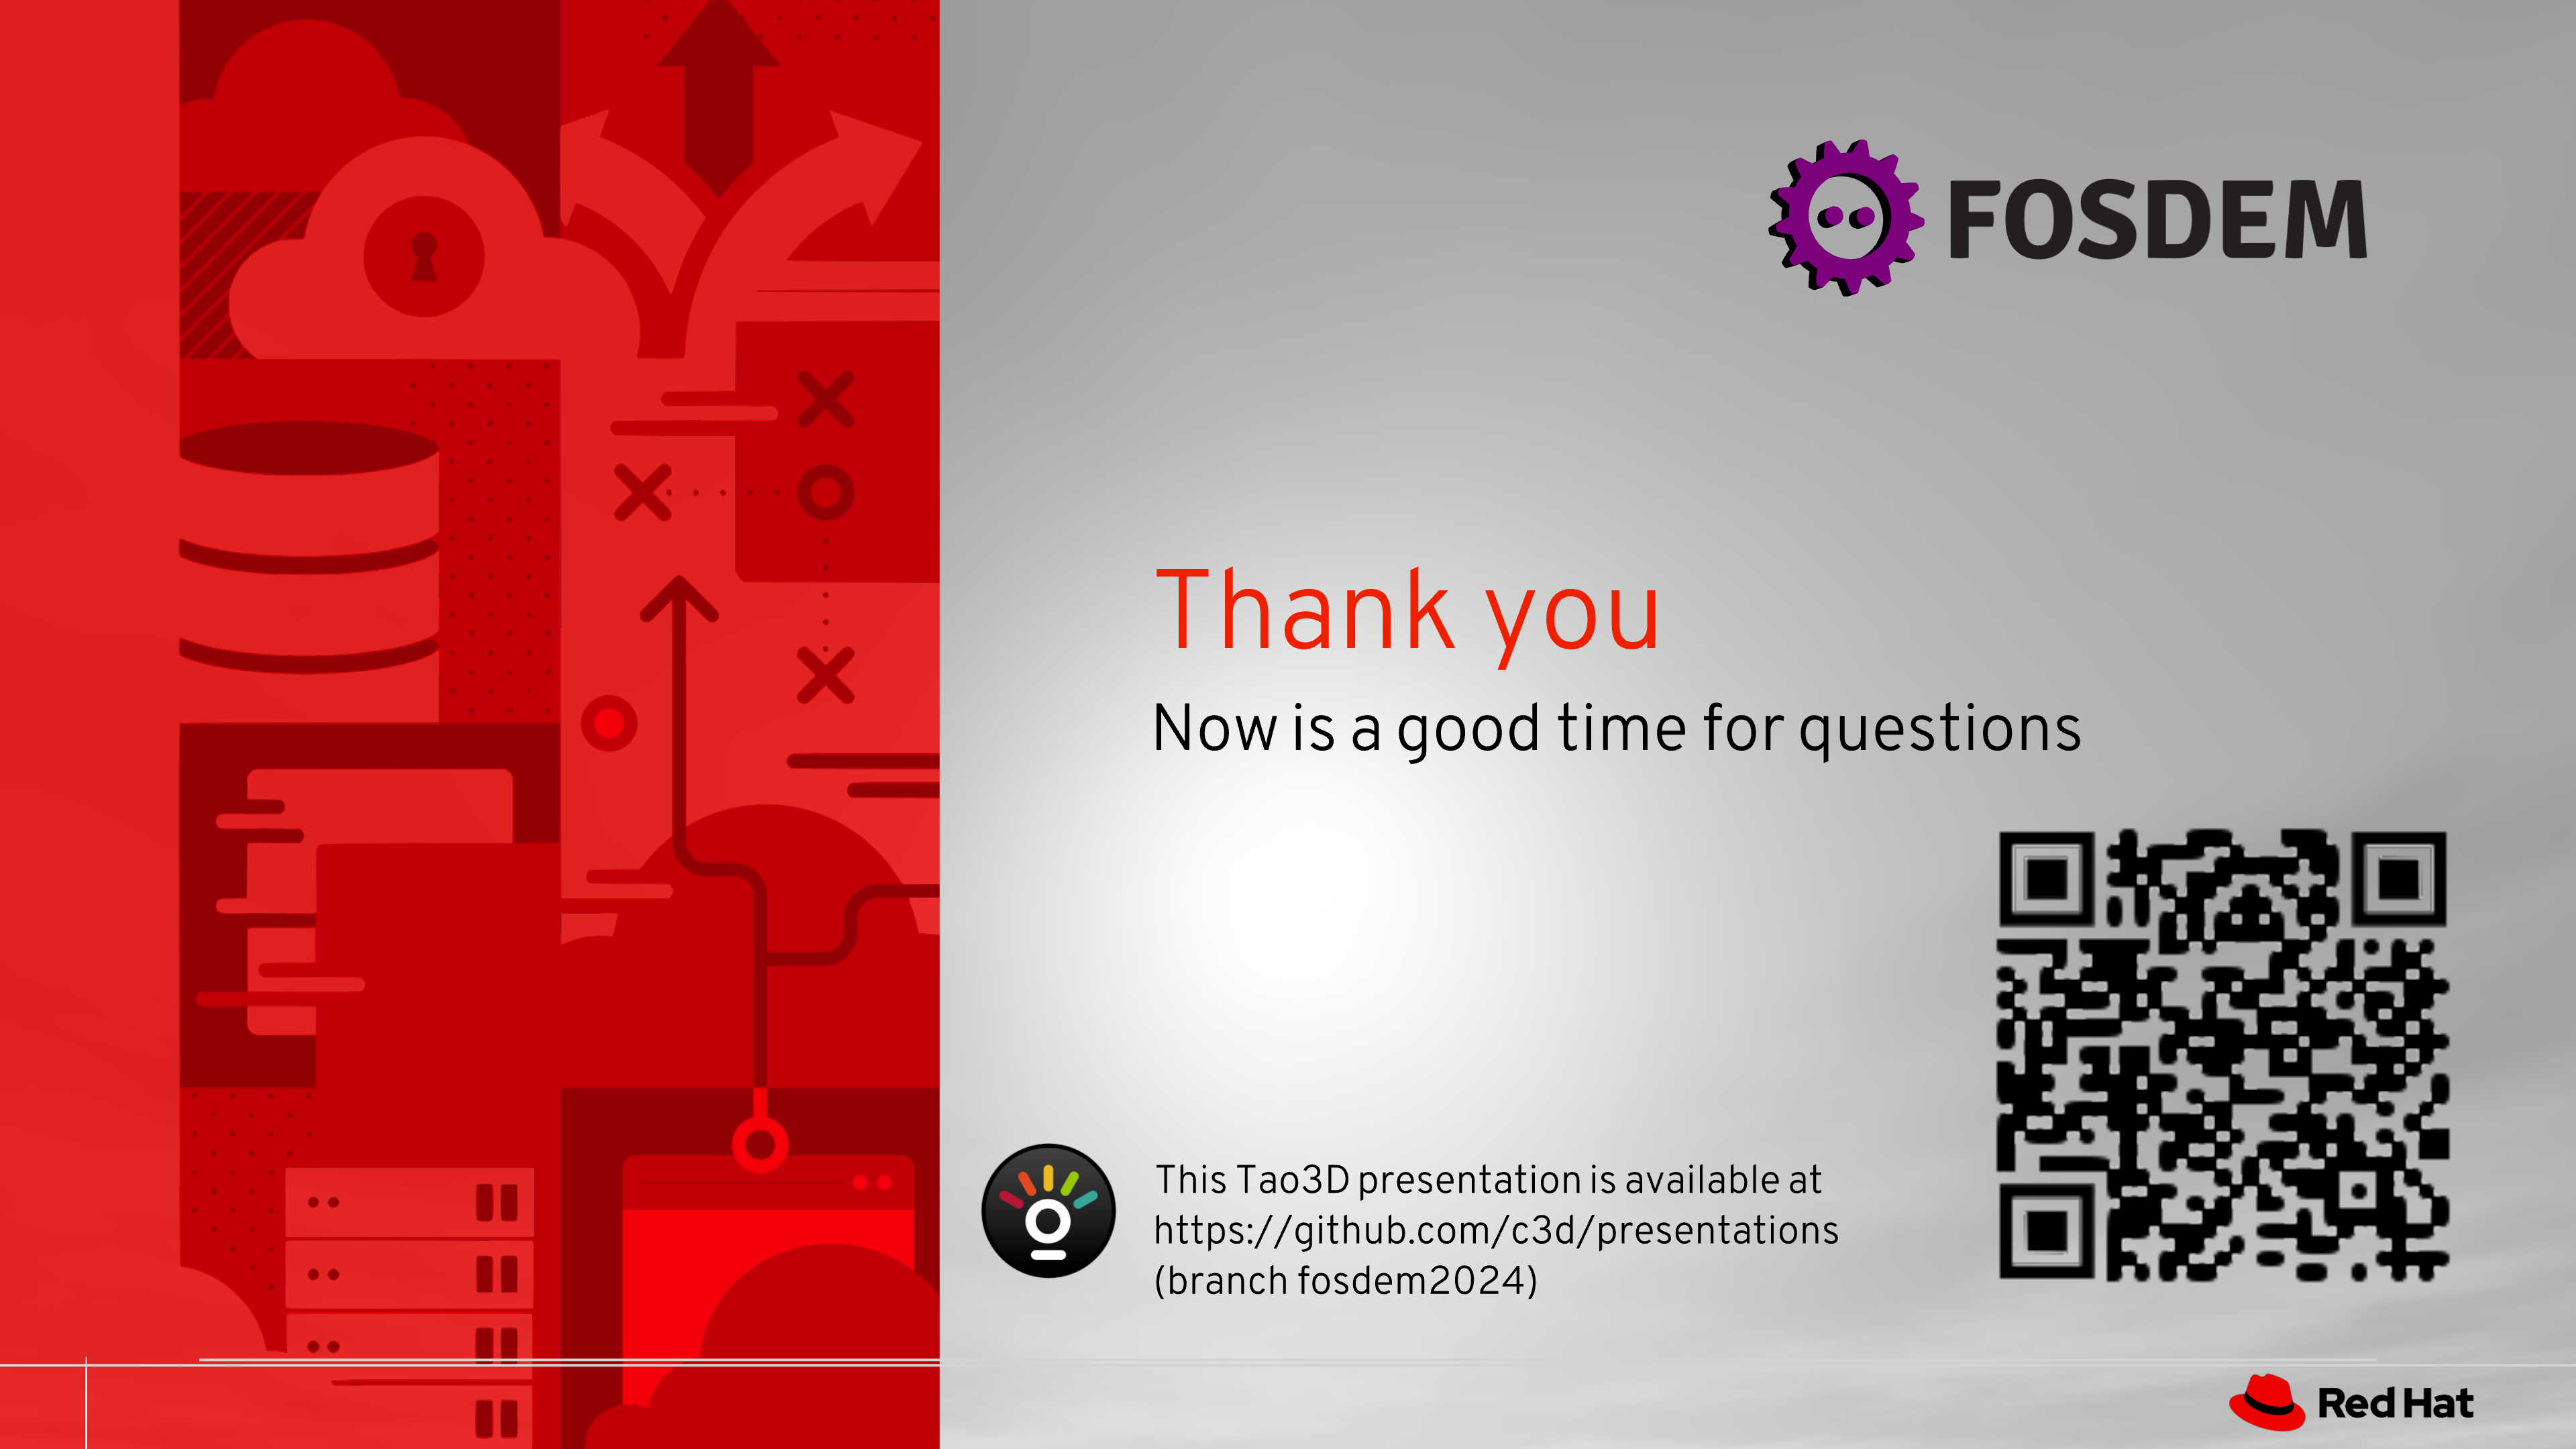 FOSDEM
Thank you
Now is a good time for questions
This Tao3D presentation is available at
https://github.com/c3d/presentations
(branch fosdem2024)
Red Hat